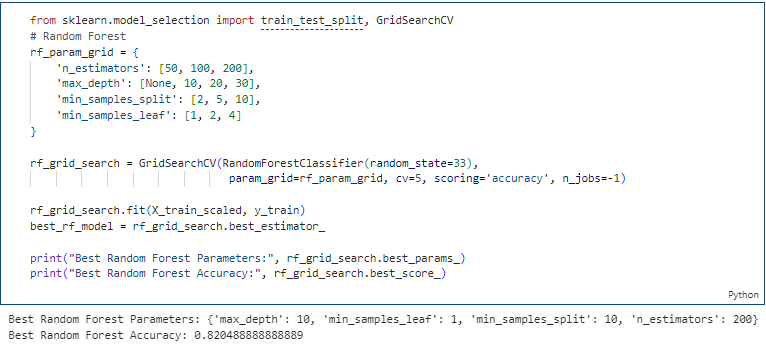 from sklearn.model_selection import train_test_split, GridSearchCV
# Random Forest
rf_param_grid = {
    'n_estimators': [50, 100, 200],
    'max_depth': [None, 10, 20, 30],
    'min_samples_split': [2, 5, 10],
    'min_samples_leaf': [1, 2, 4]
}

rf_grid_search = GridSearchCV(RandomForestClassifier(random_state=33),
                              param_grid=rf_param_grid, cv=5, scoring='accuracy', n_jobs=-1)

rf_grid_search.fit(X_train_scaled, y_train)
best_rf_model = rf_grid_search.best_estimator_

print("Best Random Forest Parameters:", rf_grid_search.best_params_)
print("Best Random Forest Accuracy:", rf_grid_search.best_score_)
Python
Best Random Forest Parameters: {'max_depth': 10, 'min_samples_leaf': 1, 'min_samples_split': 10, 'n_estimators': 200}
Best Random Forest Accuracy: 0.820488888888889